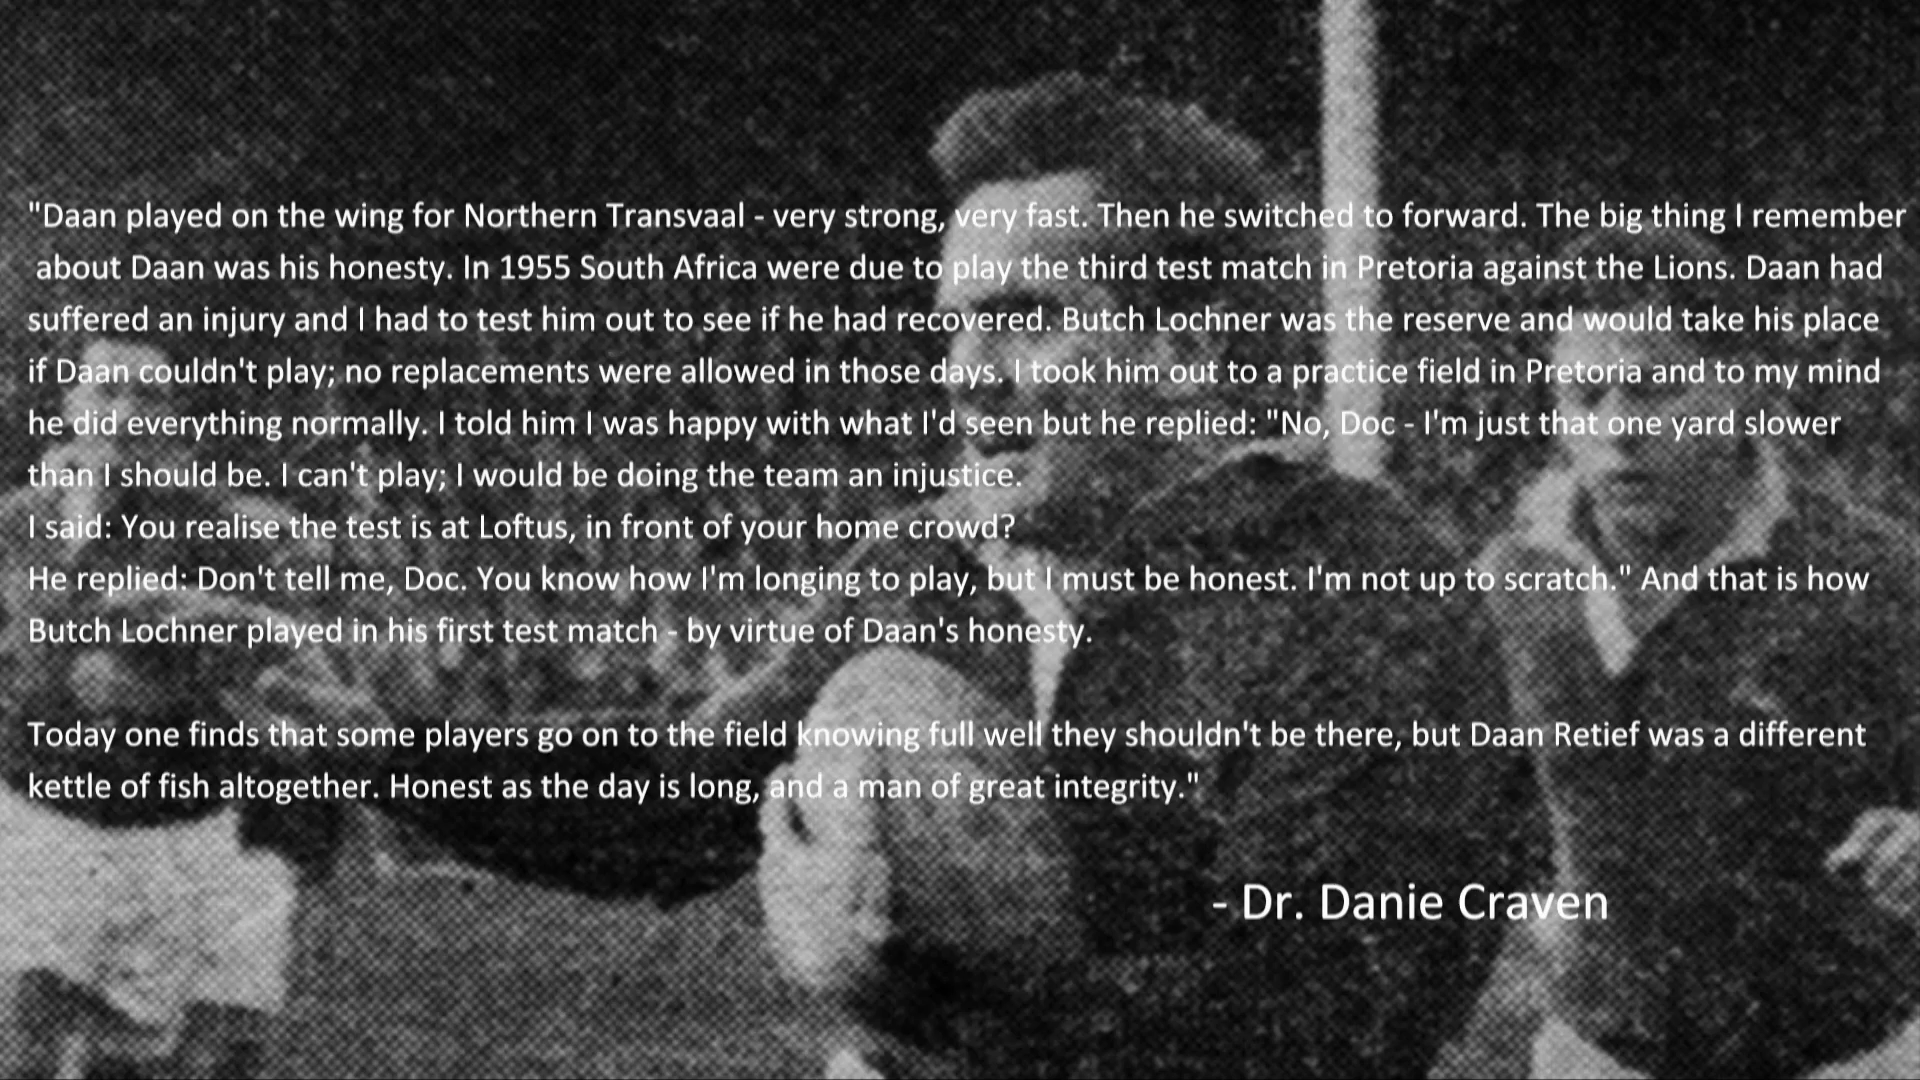 "Daan played on the wing for Northern Transvaal - very strong, very fast. Then he switched to forward. The big thing I remember
about Daan was his honesty. In 1955 South Africa were due to play the third test match in Pretoria against the Lions. Daan had
suffered an injury and I had to test him out to see if he had recovered. Butch Lochner was the reserve and would take his place
if Daan couldn't play; no replacements were allowed in those days. I took him out to a practice field in Pretoria and to my mind
he did everything normally. I told him I was happy with what I'd seen but he replied: "No, Doc - I'm just that one yard slower
than I should be. I can't play; I would be doing the team an injustice.
I said: You realise the test is at Loftus, in front of your home crowd?
He replied: Don't tell me, Doc. You know how I'm longing to play, but I must be honest. I'm not up to scratch." And that is how
Butch Lochner played in his first test match - by virtue of Daan's honesty.
Today one finds that some players go on to the field knowing full well they shouldn't be there, but Daan Retief was a different
kettle of fish altogether. Honest as the day is long, and a man of great integrity."
- Dr. Danie Craven